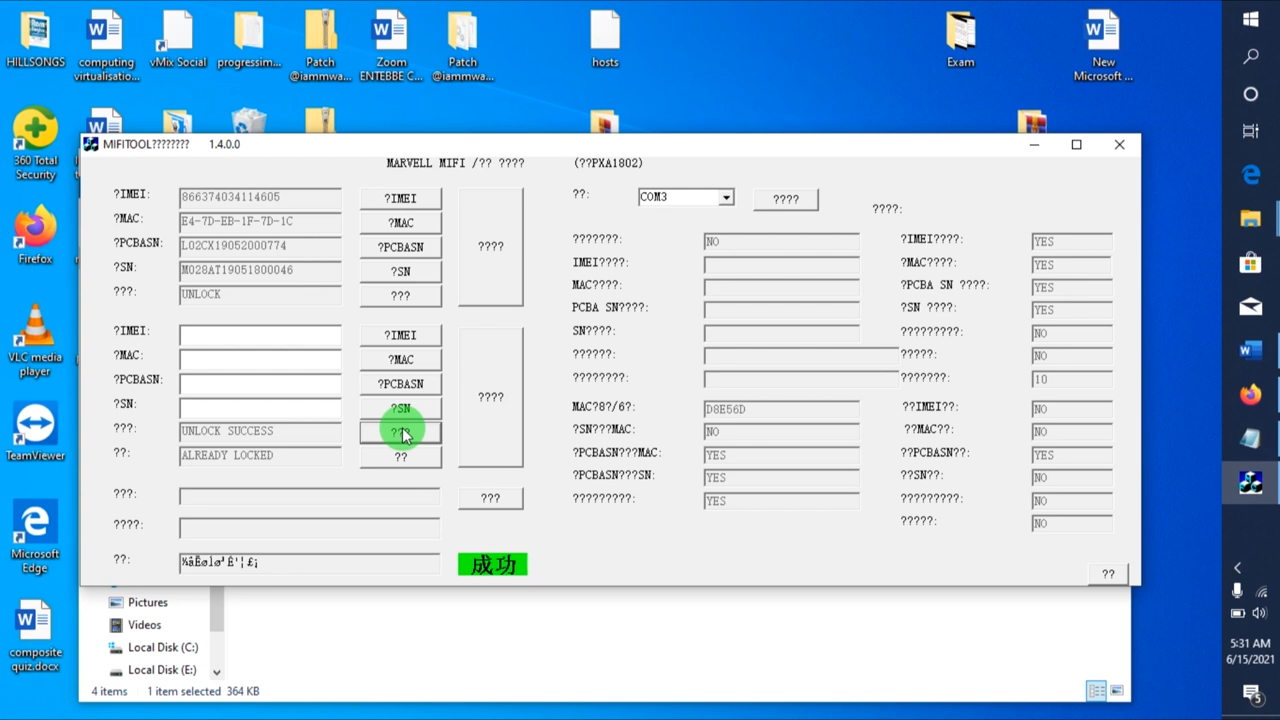 HILLSONGS
computing virtualisatio...
vMix Social
progressim...
Patch @iammwa...
Zoom ENTEBBE C...
Patch @iammwa...
hosts
Exam
New Microsoft ...
360 Total Security
Firefox
VLC media player
TeamViewer
Microsoft Edge
composite quiz.docx
MIFITOOL???????? 1.4.0.0
MARVELL MIFI /?? ???? (??PXA1802)
?IMEI: 866374034114605 ?IMEI
?MAC: E4-7D-EB-1F-7D-1C ?MAC
?PCBASN: L02CX19052000774 ?PCBASN
?SN: M028AT19051800046 ?SN
???: UNLOCK ???
????
?IMEI: ?IMEI
?MAC: ?MAC
?PCBASN: ?PCBASN
?SN: ?SN
???: UNLOCK SUCCESS ???
??: ALREADY LOCKED ??
????
???: ???
????:
??: ¼âËøÌø³É'¦£¡ 成功
??: COM3 ????
???????: NO
IMEI????:
MAC????:
PCBA SN????:
SN????:
??????:
????????:
MAC?8?/6?: D8E56D
?SN???MAC: NO
?PCBASN???MAC: YES
?PCBASN???SN: YES
?????????: YES
????:
?IMEI????: YES
?MAC????: YES
?PCBA SN ????: YES
?SN ????: YES
?????????: NO
?????: NO
???????: 10
??IMEI??: NO
??MAC??: NO
??PCBASN??: YES
??SN??: NO
?????????: NO
?????: NO
??
Pictures
Videos
Local Disk (C:)
Local Disk (E:)
4 items 1 item selected 364 KB
5:31 AM
6/15/2021
5